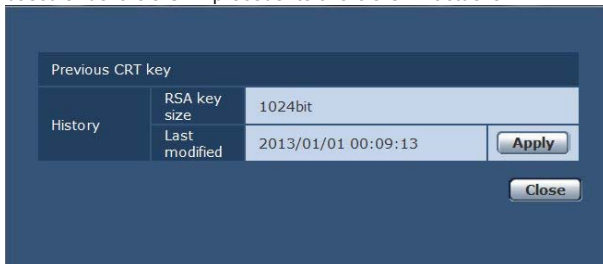 Previous CRT key
History
RSA key size
1024bit
Last modified
2013/01/01 00:09:13
Apply
Close